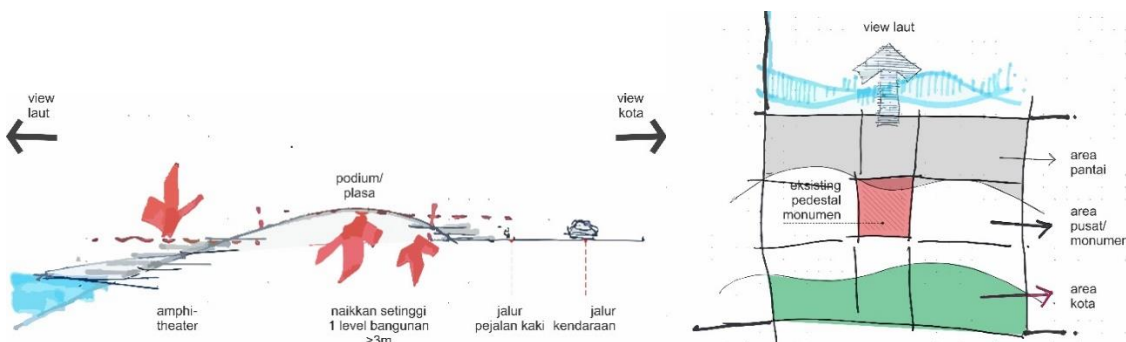 view
laut
view
kota
podium/
plasa
amphi-
theater
naikkan setinggi
1 level bangunan
>3m
jalur
pejalan kaki
jalur
kendaraan
view laut
area
pantai
eksisting
pedestal
monumen
area
pusat/
monumen
area
kota